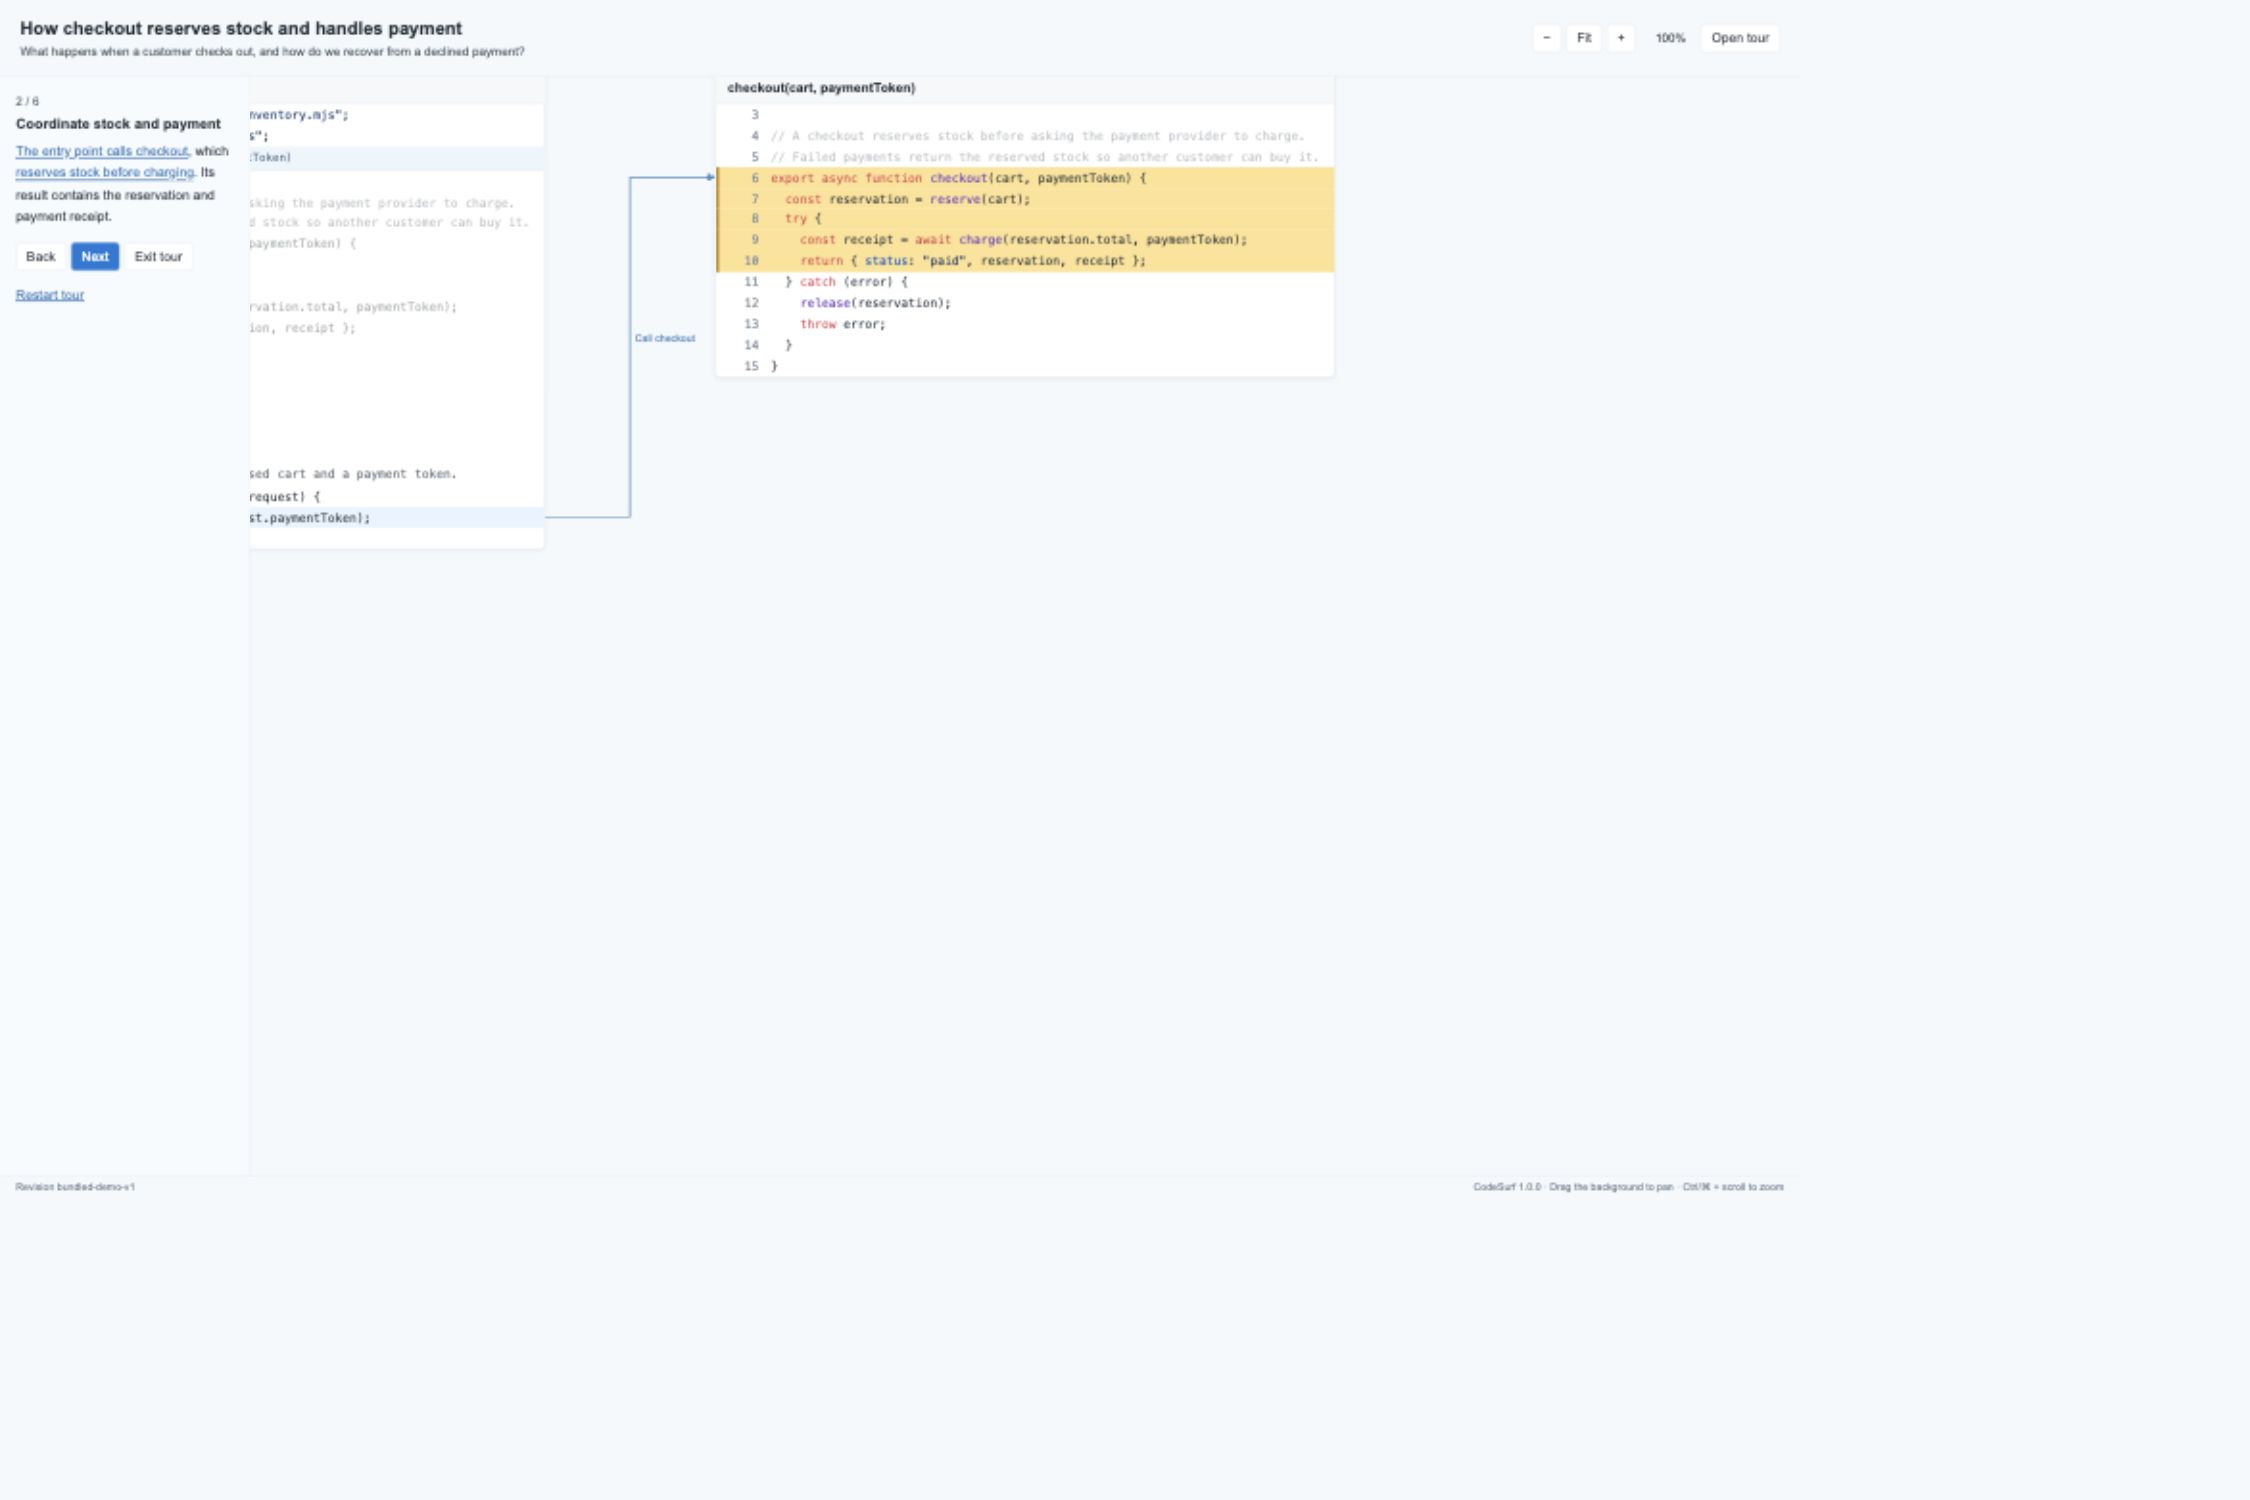 How checkout reserves stock and handles payment
What happens when a customer checks out, and how do we recover from a declined payment?
−
Fit
+
100%
Open tour
2 / 6
Coordinate stock and payment
The entry point calls checkout, which
reserves stock before charging. Its
result contains the reservation and
payment receipt.
Back
Next
Exit tour
Restart tour
nventory.mjs";
s";
Token)
sking the payment provider to charge.
d stock so another customer can buy it.
paymentToken) {
rvation.total, paymentToken);
ion, receipt };
sed cart and a payment token.
request) {
st.paymentToken);
Call checkout
checkout(cart, paymentToken)
3
4 // A checkout reserves stock before asking the payment provider to charge.
5 // Failed payments return the reserved stock so another customer can buy it.
6 export async function checkout(cart, paymentToken) {
7   const reservation = reserve(cart);
8   try {
9     const receipt = await charge(reservation.total, paymentToken);
10     return { status: "paid", reservation, receipt };
11   } catch (error) {
12     release(reservation);
13     throw error;
14   }
15 }
Revision bundled-demo-v1
CodeSurf 1.0.0 · Drag the background to pan · Ctrl/⌘ + scroll to zoom